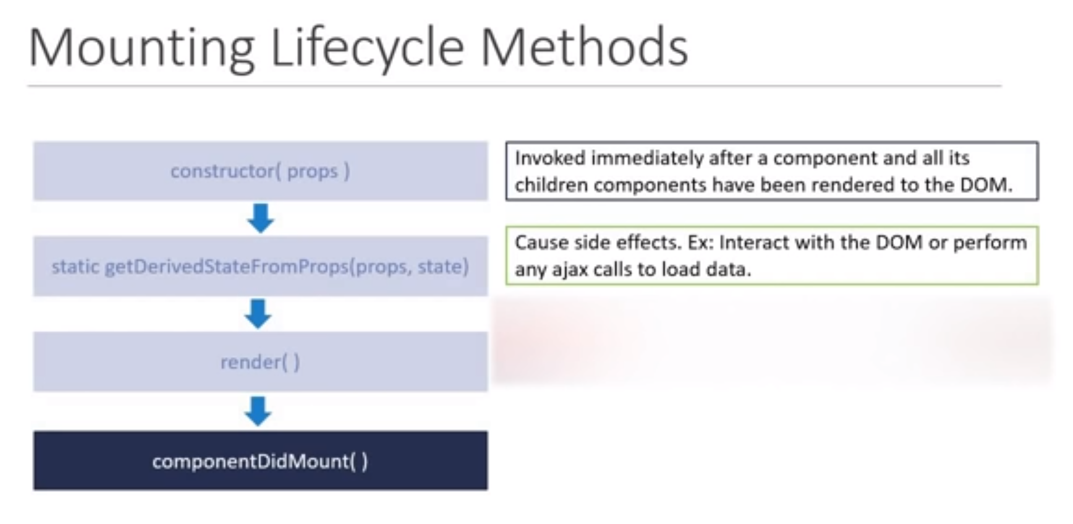 Mounting Lifecycle Methods
constructor( props )
static getDerivedStateFromProps(props, state)
render( )
componentDidMount( )
Invoked immediately after a component and all its
children components have been rendered to the DOM.
Cause side effects. Ex: Interact with the DOM or perform
any ajax calls to load data.